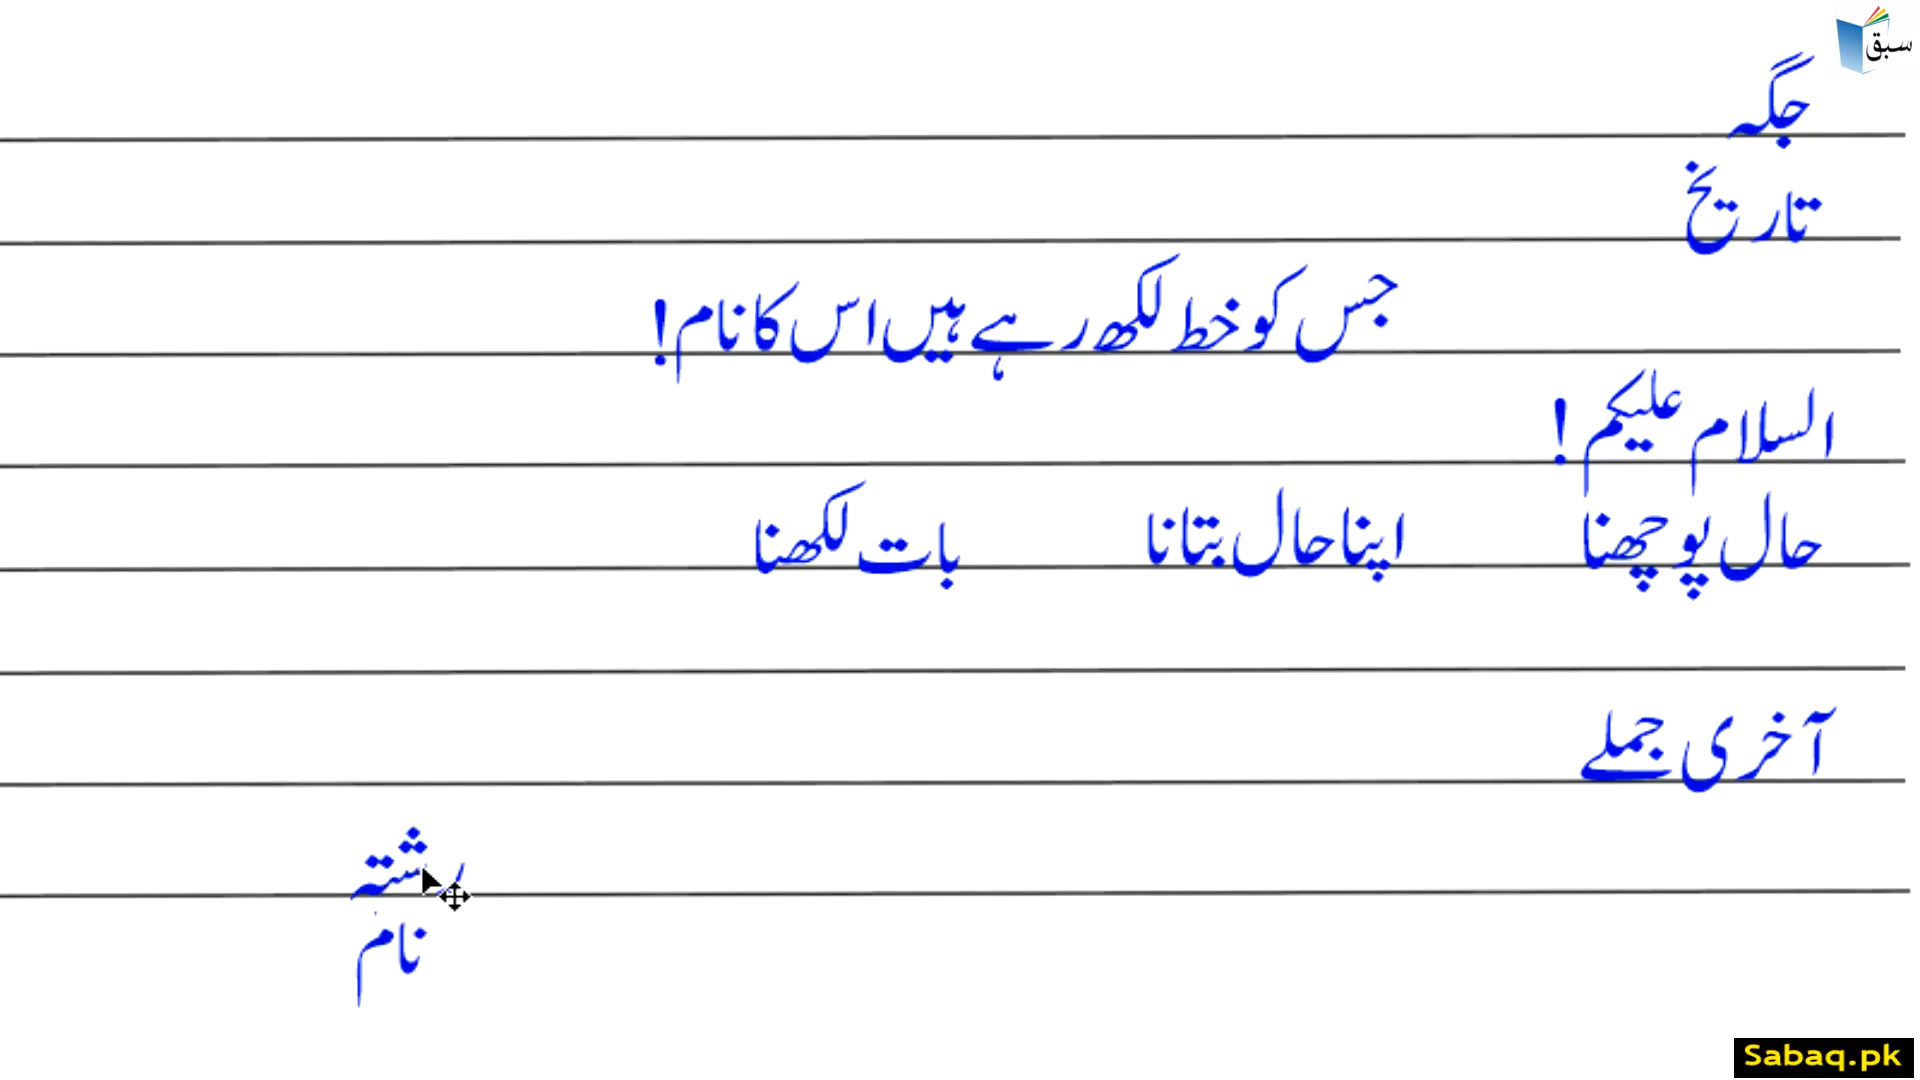 سبق
جگہ
تاریخ
جس کو خط لکھ رہے ہیں اس کا نام!
السلام علیکم!
حال پوچھنا اپنا حال بتانا بات لکھنا
آخری جملے
رشتہ
نام
Sabaq.pk